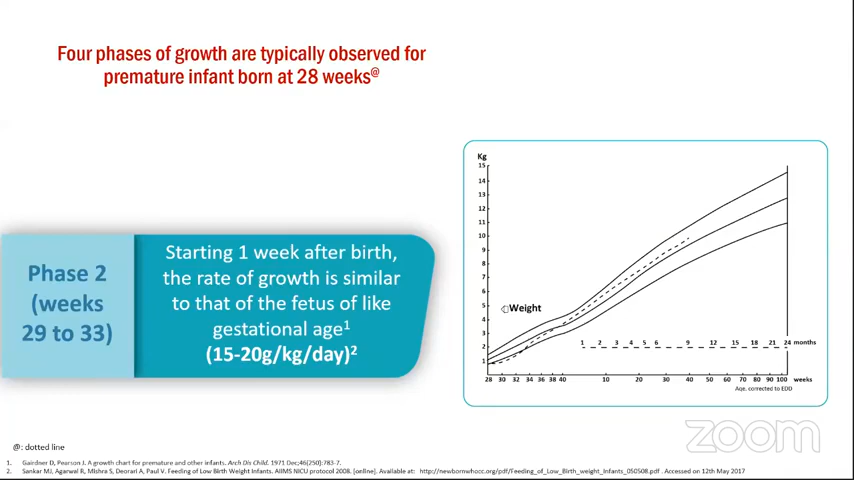 Four phases of growth are typically observed for
premature infant born at 28 weeks@
Phase 2
(weeks
29 to 33)
Starting 1 week after birth,
the rate of growth is similar
to that of the fetus of like
gestational age1
(15-20g/kg/day)2
Kg
15
14
13
12
11
10
9
8
7
6
5
4
3
2
1
Weight
1 2 3 4 5 6 9 12 15 18 21 24 months
28 30 32 34 36 38 40 10 20 30 40 50 60 70 80 90 100 weeks
Age, corrected to EDD
zoom
@: dotted line
1. Gairdner D, Pearson J. A growth chart for premature and other infants. Arch Dis Child. 1971 Dec;46(250):783-7.
2. Sankar MJ, Agarwal R, Mishra S, Deorari A, Paul V. Feeding of Low Birth Weight Infants. AIIMS NICU protocol 2008. [online]. Available at: http://newbornwhocc.org/pdf/Feeding_of_Low_Birth_weight_Infants_050508.pdf . Accessed on 12th May 2017